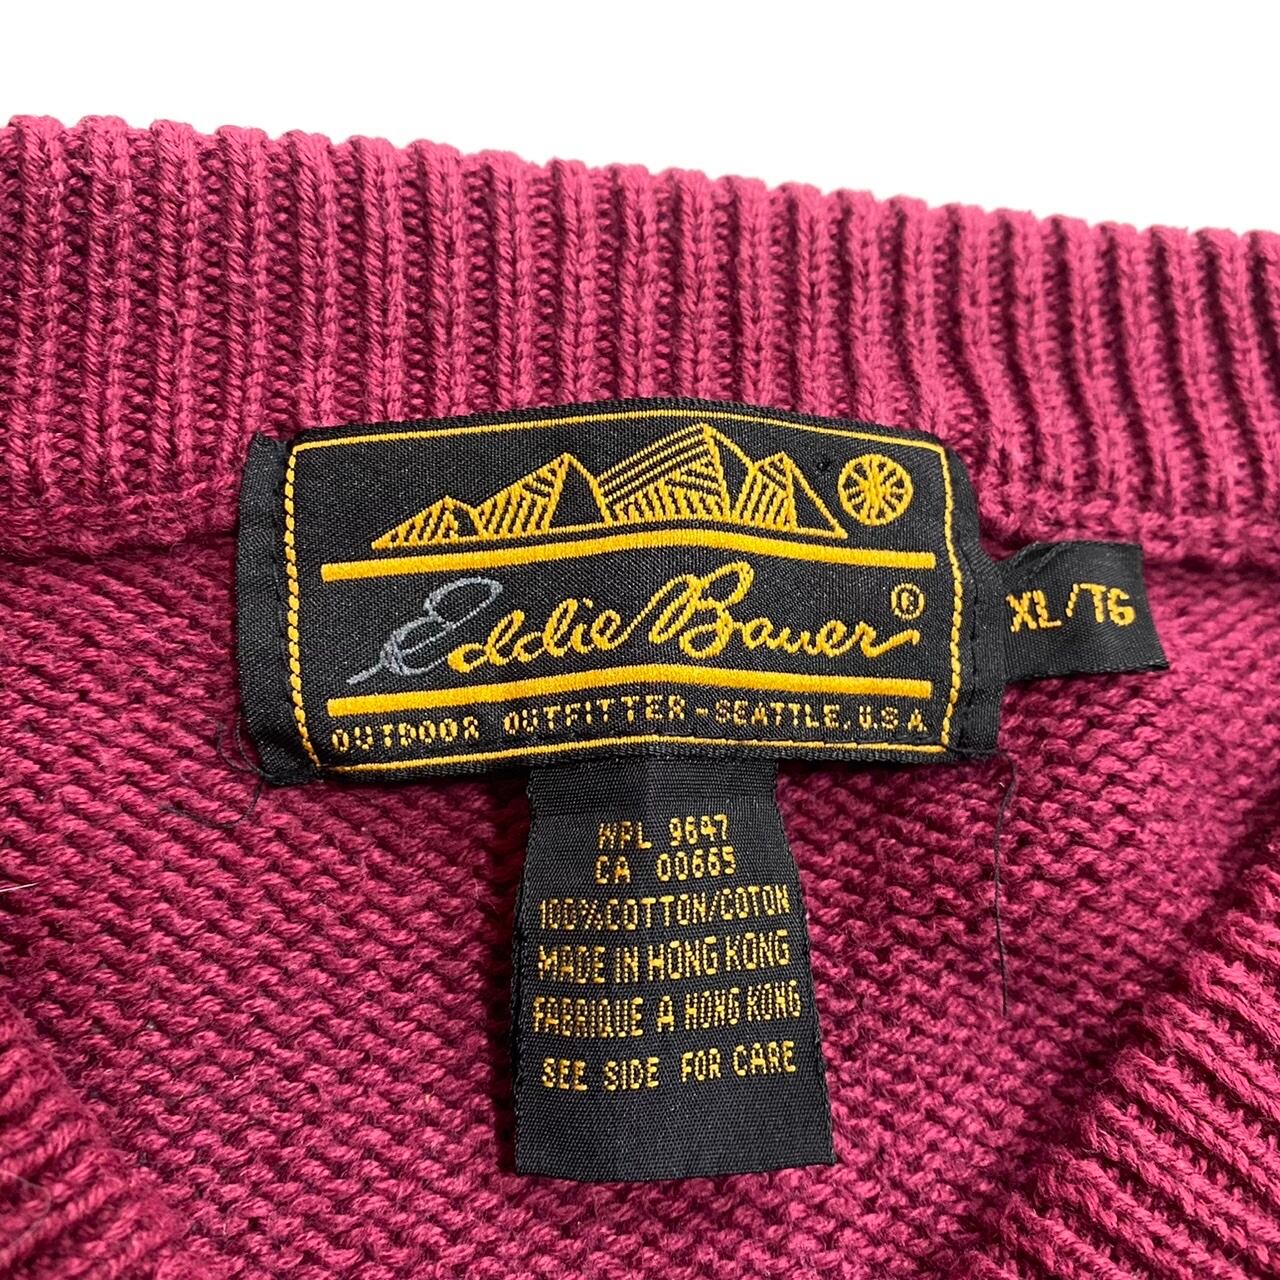 Eddie Bauer ®
XL/TG
OUTDOOR OUTFITTER - SEATTLE, U.S.A
WPL 9647
CA 00665
100% COTTON/COTON
MADE IN HONG KONG
FABRIQUE A HONG KONG
SEE SIDE FOR CARE